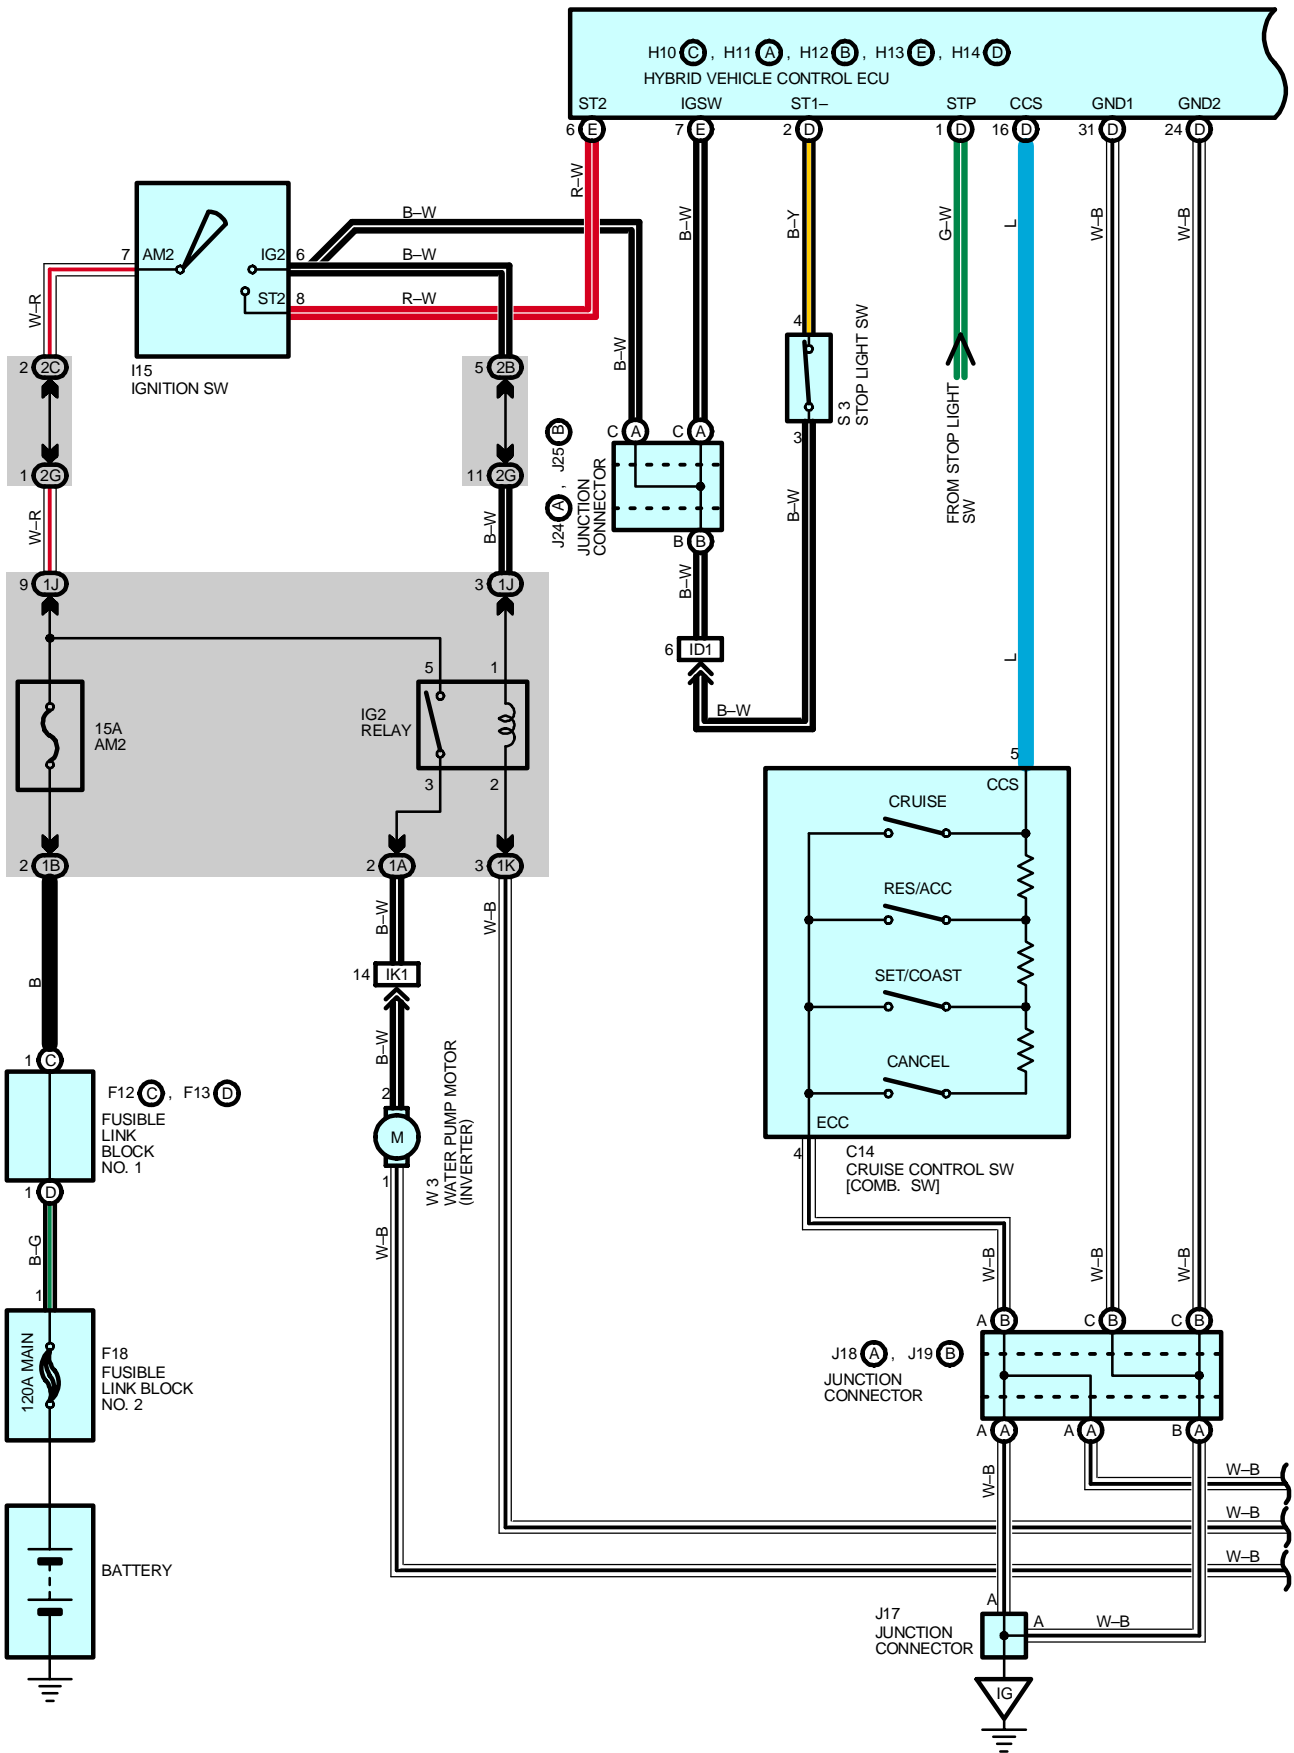 H10 C , H11 A , H12 B , H13 E , H14 D
HYBRID VEHICLE CONTROL ECU
ST2 IGSW ST1– STP CCS GND1 GND2
6 E 7 E 2 D 1 D 16 D 31 D 24 D
R–W
B–W
B–Y
G–W
L
W–B
W–B
B–W
B–W
R–W
7 AM2 IG2 6
ST2 8
I15
IGNITION SW
W–R
2 2C
1 2G
W–R
5 2B
11 2G
B–W
B–W
C A C A
J24 A , J25 B
JUNCTION
CONNECTOR
B B
B–W
6 ID1
B–W
4
S 3
STOP LIGHT SW
3
B–W
FROM STOP LIGHT
SW
L
9 1J 3 1J
5 1
15A
AM2
IG2
RELAY
3 2
2 1B 2 1A 3 1K
B
B–W
W–B
14 IK1
B–W
2
M
1
W 3
WATER PUMP MOTOR
(INVERTER)
W–B
5
CCS
CRUISE
RES/ACC
SET/COAST
CANCEL
ECC
4
C14
CRUISE CONTROL SW
[COMB. SW]
1 C
F12 C , F13 D
FUSIBLE
LINK
BLOCK
NO. 1
1 D
B–G
1
120A MAIN
F18
FUSIBLE
LINK BLOCK
NO. 2
BATTERY
W–B
W–B
W–B
A B C B C B
J18 A , J19 B
JUNCTION
CONNECTOR
A A A A B A
W–B
W–B
W–B
W–B
A
J17
JUNCTION
CONNECTOR
A W–B
IG